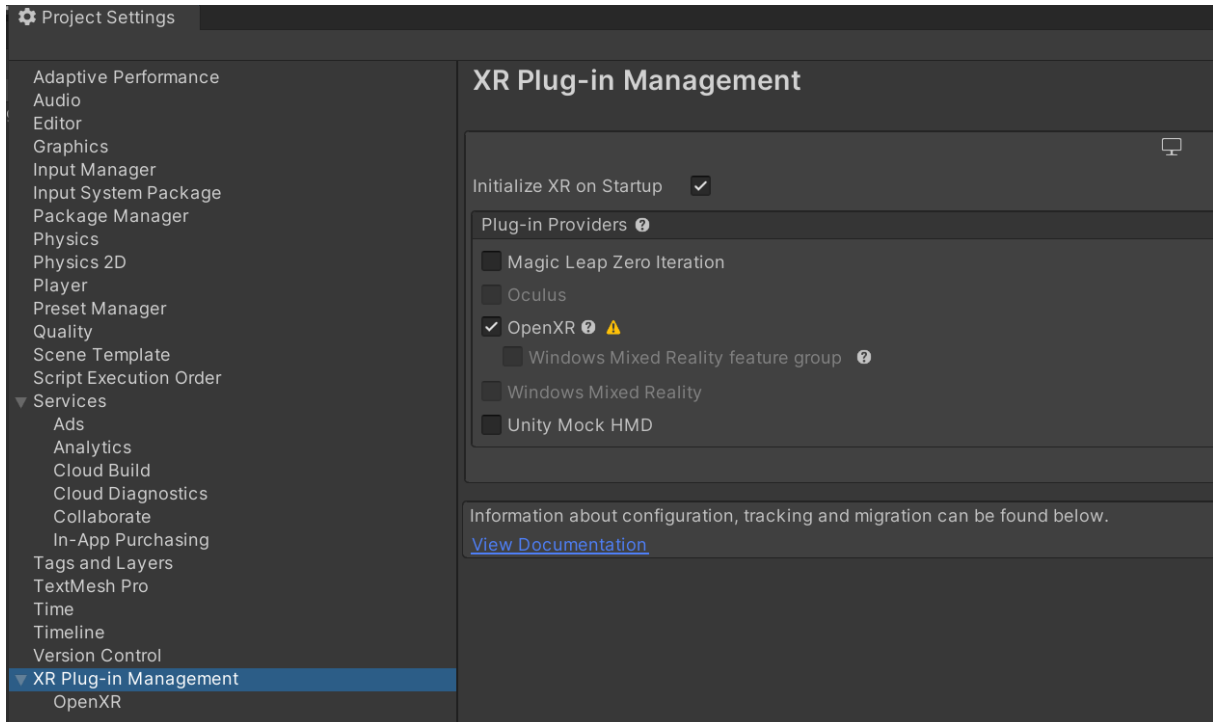 Project Settings
Adaptive Performance
Audio
Editor
Graphics
Input Manager
Input System Package
Package Manager
Physics
Physics 2D
Player
Preset Manager
Quality
Scene Template
Script Execution Order
Services
Ads
Analytics
Cloud Build
Cloud Diagnostics
Collaborate
In-App Purchasing
Tags and Layers
TextMesh Pro
Time
Timeline
Version Control
XR Plug-in Management
OpenXR
XR Plug-in Management
Initialize XR on Startup
Plug-in Providers
Magic Leap Zero Iteration
Oculus
OpenXR
Windows Mixed Reality feature group
Windows Mixed Reality
Unity Mock HMD
Information about configuration, tracking and migration can be found below.
View Documentation